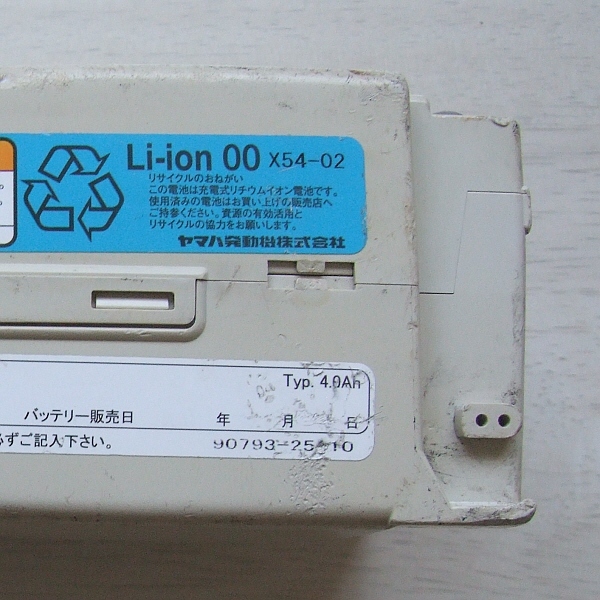 Li-ion 00 X54-02
リサイクルのおねがい
この電池は充電式リチウムイオン電池です。
使用済みの電池はお買い上げの販売店へ
ご持参ください。資源の有効活用と
リサイクルの協力をお願いします。
ヤマハ発動機株式会社
Typ. 4.0Ah
バッテリー販売日 年 月 日
必ずご記入下さい。
90793-25110